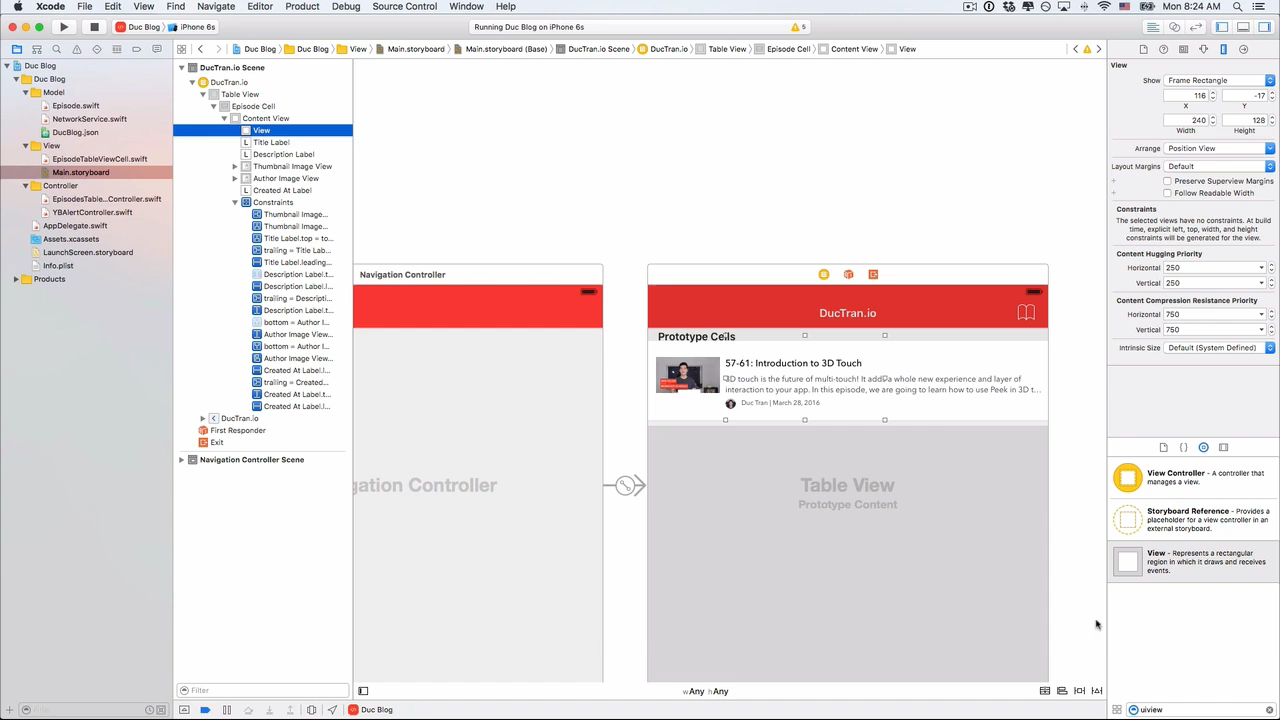 Xcode File Edit View Find Navigate Editor Product Debug Source Control Window Help
Mon 8:24 AM
Duc Blog iPhone 6s
Running Duc Blog on iPhone 6s
5
Duc Blog Duc Blog View Main.storyboard Main.storyboard (Base) DucTran.io Scene DucTran.io Table View Episode Cell Content View View
Duc Blog
Duc Blog
Model
Episode.swift
NetworkService.swift
DucBlog.json
View
EpisodeTableViewCell.swift
Main.storyboard
Controller
EpisodesTable...Controller.swift
YBAlertController.swift
AppDelegate.swift
Assets.xcassets
LaunchScreen.storyboard
Info.plist
Products
DucTran.io Scene
DucTran.io
Table View
Episode Cell
Content View
View
L Title Label
L Description Label
Thumbnail Image View
Author Image View
L Created At Label
Constraints
Thumbnail Image...
Thumbnail Image...
Title Label.top = to...
trailing = Title Lab...
Title Label.leading...
Description Label.t...
Description Label.l...
trailing = Descripti...
Description Label.t...
bottom = Author I...
Author Image View...
bottom = Author I...
Author Image View...
Created At Label.l...
trailing = Created...
Created At Label.t...
Created At Label.l...
DucTran.io
First Responder
Exit
Navigation Controller Scene
Filter
Navigation Controller
gation Controller
DucTran.io
Prototype Cells
57-61: Introduction to 3D Touch
3D touch is the future of multi-touch! It adds a whole new experience and layer of
interaction to your app. In this episode, we are going to learn how to use Peek in 3D t...
Duc Tran | March 28, 2016
Table View
Prototype Content
wAny hAny
Duc Blog
View
Show Frame Rectangle
116 -17
X Y
240 128
Width Height
Arrange Position View
Layout Margins Default
Preserve Superview Margins
Follow Readable Width
Constraints
The selected views have no constraints. At build
time, explicit left, top, width, and height
constraints will be generated for the view.
Content Hugging Priority
Horizontal 250
Vertical 250
Content Compression Resistance Priority
Horizontal 750
Vertical 750
Intrinsic Size Default (System Defined)
View Controller - A controller that
manages a view.
Storyboard Reference - Provides a
placeholder for a view controller in an
external storyboard.
View - Represents a rectangular
region in which it draws and receives
events.
uiview